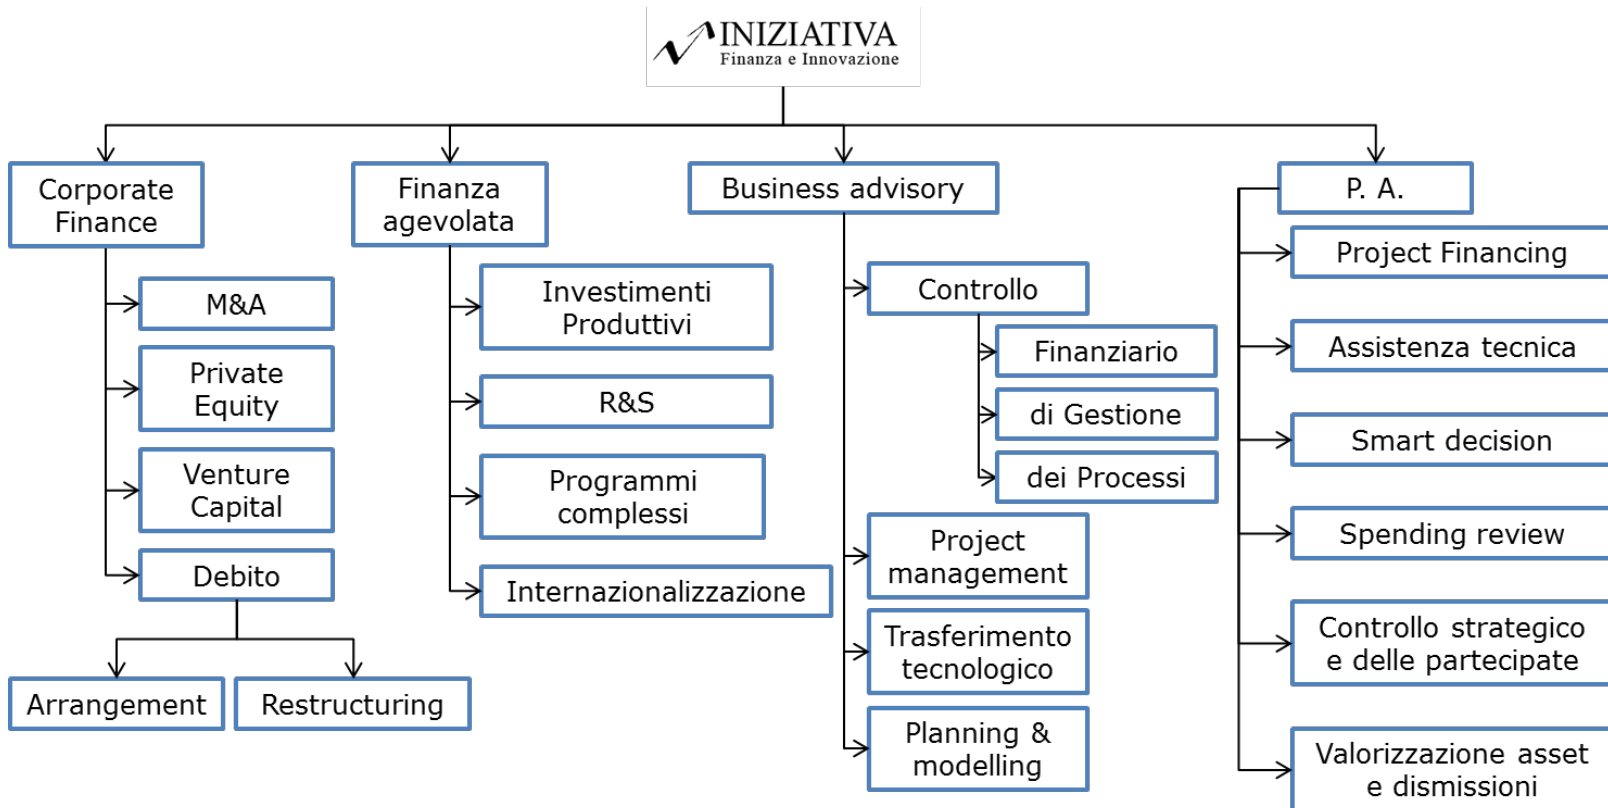 INIZIATIVA
Finanza e Innovazione
Corporate
Finance
M&A
Private
Equity
Venture
Capital
Debito
Arrangement
Restructuring
Finanza
agevolata
Investimenti
Produttivi
R&S
Programmi
complessi
Internazionalizzazione
Business advisory
Controllo
Finanziario
di Gestione
dei Processi
Project
management
Trasferimento
tecnologico
Planning &
modelling
P. A.
Project Financing
Assistenza tecnica
Smart decision
Spending review
Controllo strategico
e delle partecipate
Valorizzazione asset
e dismissioni